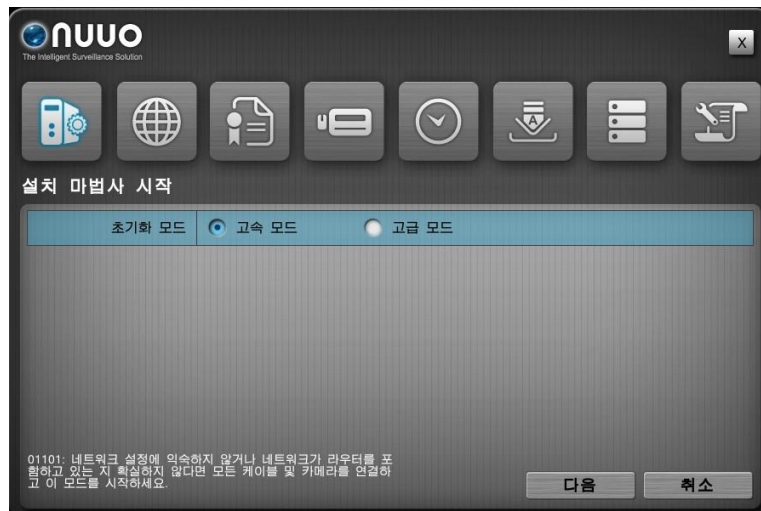 nuuo
The Intelligent Surveillance Solution
X
A
설치 마법사 시작
초기화 모드 고속 모드 고급 모드
01101: 네트워크 설정에 익숙하지 않거나 네트워크가 라우터를 포
함하고 있는 지 확실하지 않다면 모든 케이블 및 카메라를 연결하
고 이 모드를 시작하세요.
다음 취소